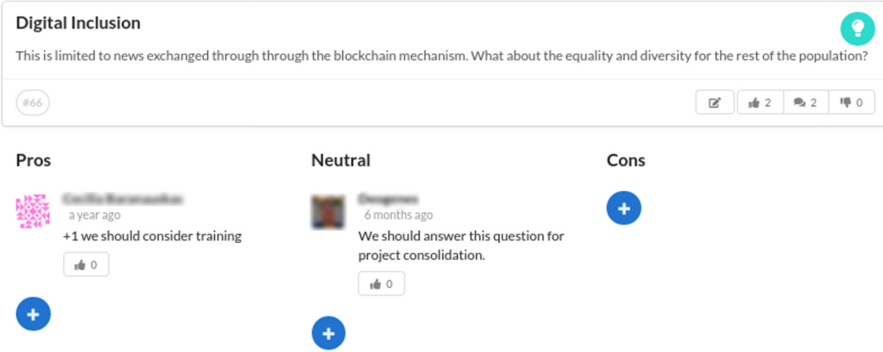 Digital Inclusion
This is limited to news exchanged through through the blockchain mechanism. What about the equality and diversity for the rest of the population?
#66
2 2 0
Pros Neutral Cons
a year ago
+1 we should consider training
0
6 months ago
We should answer this question for
project consolidation.
0